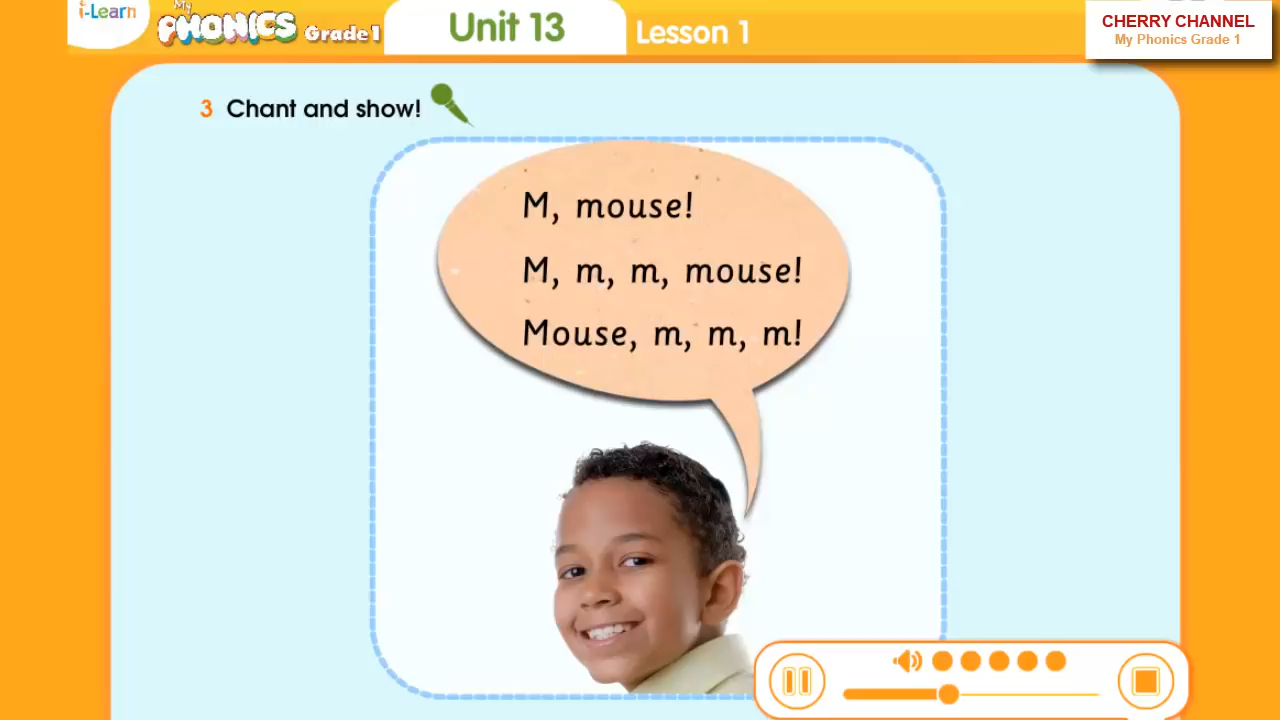 i-Learn
My
PHONICS Grade 1
Unit 13
Lesson 1
CHERRY CHANNEL
My Phonics Grade 1
3 Chant and show!
M, mouse!
M, m, m, mouse!
Mouse, m, m, m!